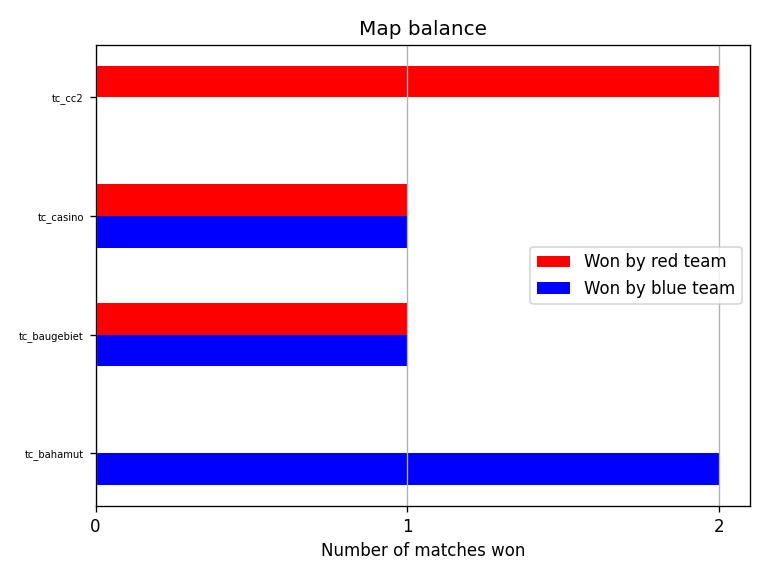 Map balance
tc_cc2
tc_casino
tc_baugebiet
tc_bahamut
Won by red team
Won by blue team
0 1 2
Number of matches won